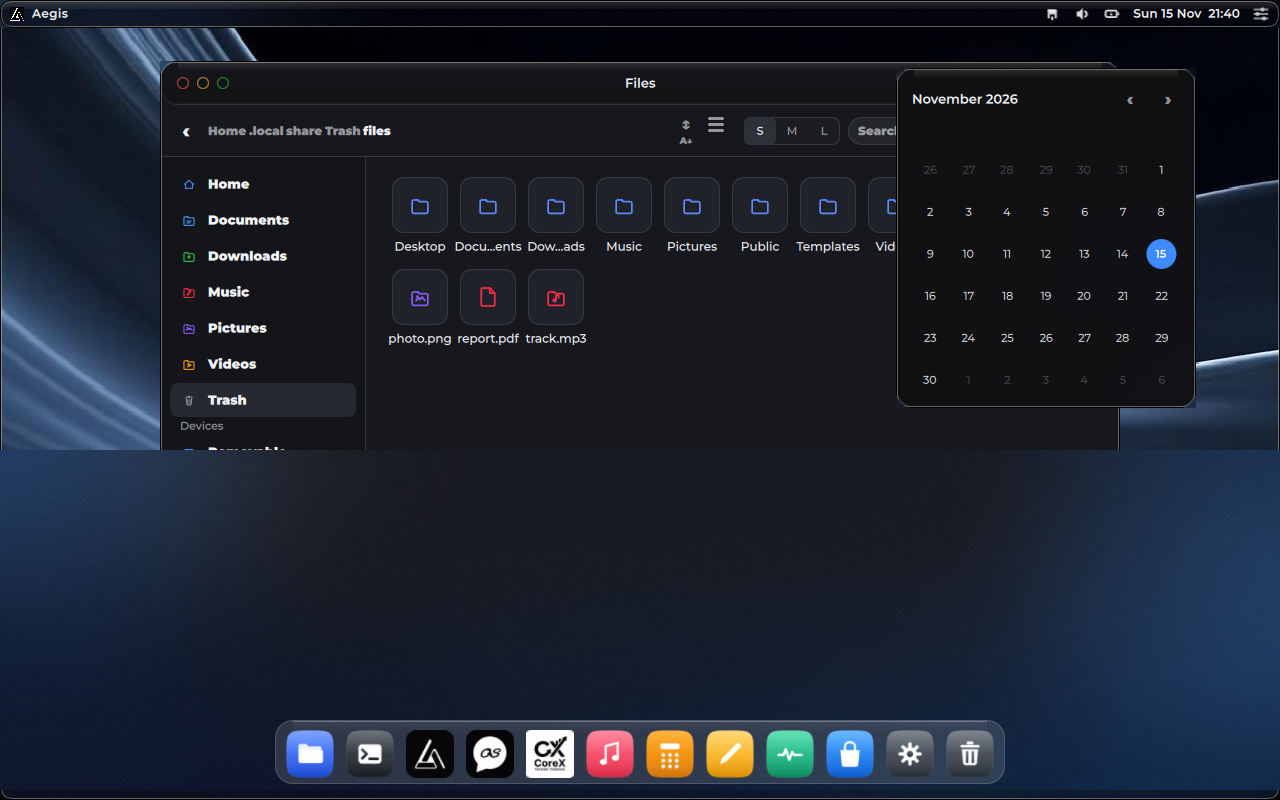 Aegis
Sun 15 Nov 21:40
Files
November 2026
Home .local share Trash files
A
S M L
Search
26 27 28 29 30 31 1
2 3 4 5 6 7 8
9 10 11 12 13 14 15
16 17 18 19 20 21 22
23 24 25 26 27 28 29
30 1 2 3 4 5 6
Home
Documents
Downloads
Music
Pictures
Videos
Trash
Devices
Desktop Docu...ents Dow...ads Music Pictures Public Templates Vid
photo.png report.pdf track.mp3
as
CX
CoreX